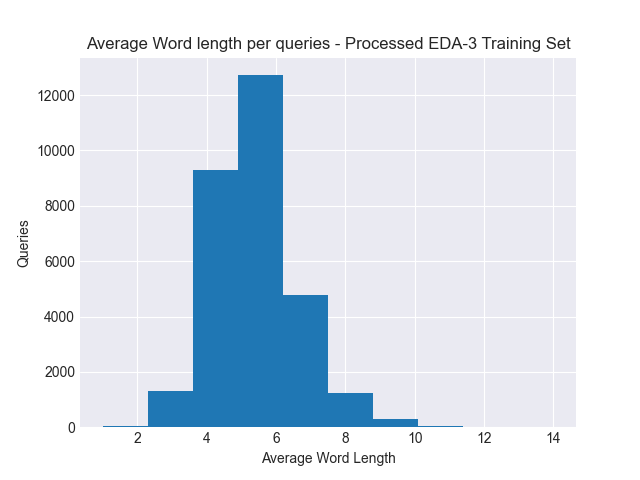 Average Word length per queries - Processed EDA-3 Training Set
12000
10000
8000
6000
4000
2000
0
Queries
2 4 6 8 10 12 14
Average Word Length